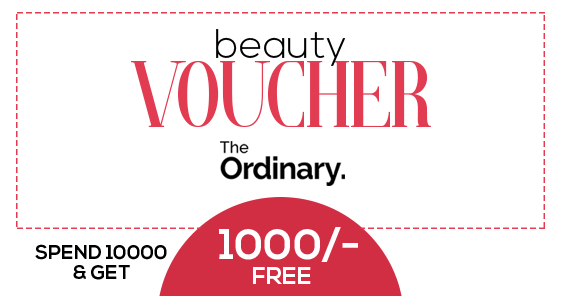 beauty
VOUCHER
The
Ordinary.
SPEND 10000
& GET
1000/-
FREE